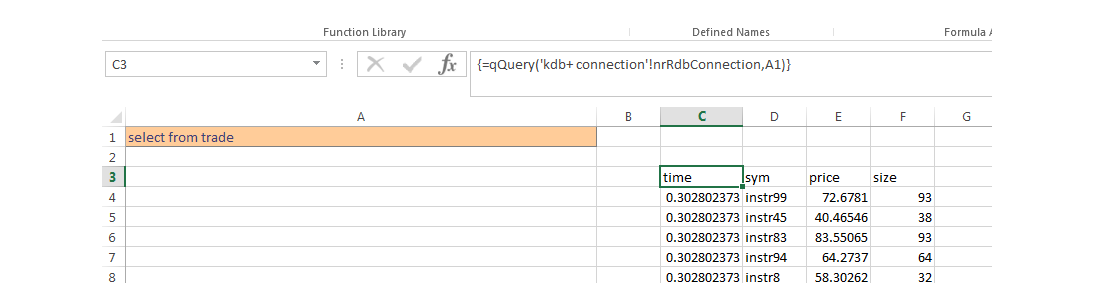 Function Library Defined Names Formula A
C3 fx {=qQuery('kdb+ connection'!nrRdbConnection,A1)}
A B C D E F G
1 select from trade
2
3 time sym price size
4 0.302802373 instr99 72.6781 93
5 0.302802373 instr45 40.46546 38
6 0.302802373 instr83 83.55065 93
7 0.302802373 instr94 64.2737 64
8 0.302802373 instr8 58.30262 32